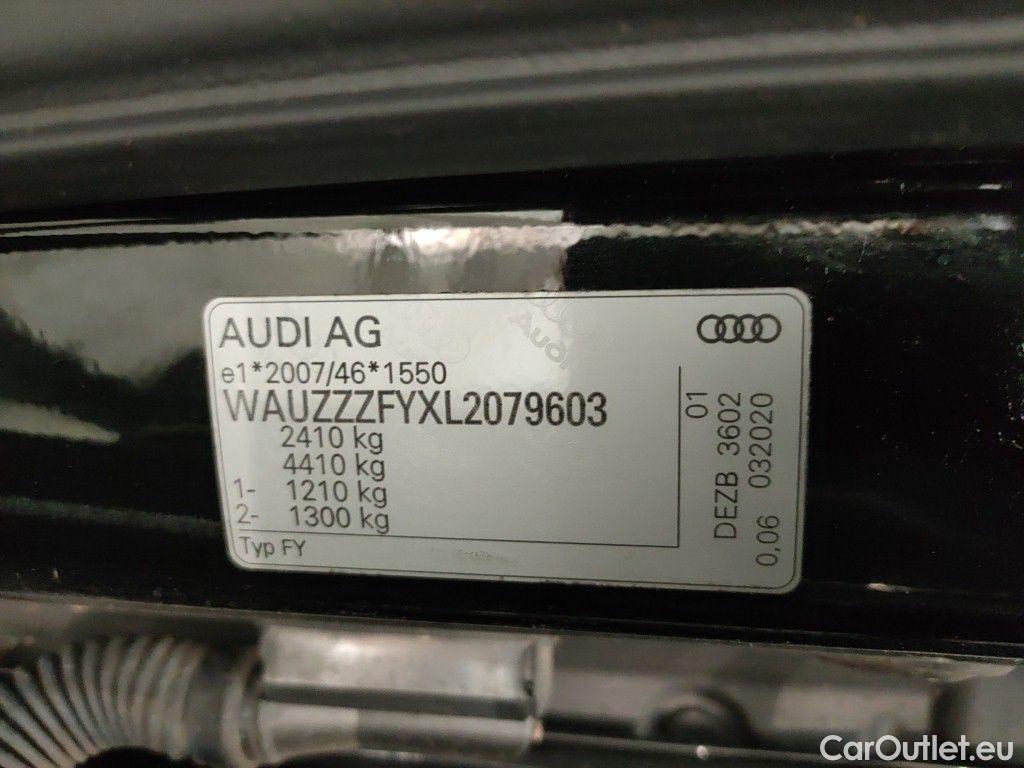 AUDI AG
e1*2007/46*1550
WAUZZZFYXL2079603
2410 kg
4410 kg
1- 1210 kg
2- 1300 kg
Typ FY
01
DEZB 3602
0,06 032020
Audi
CarOutlet.eu